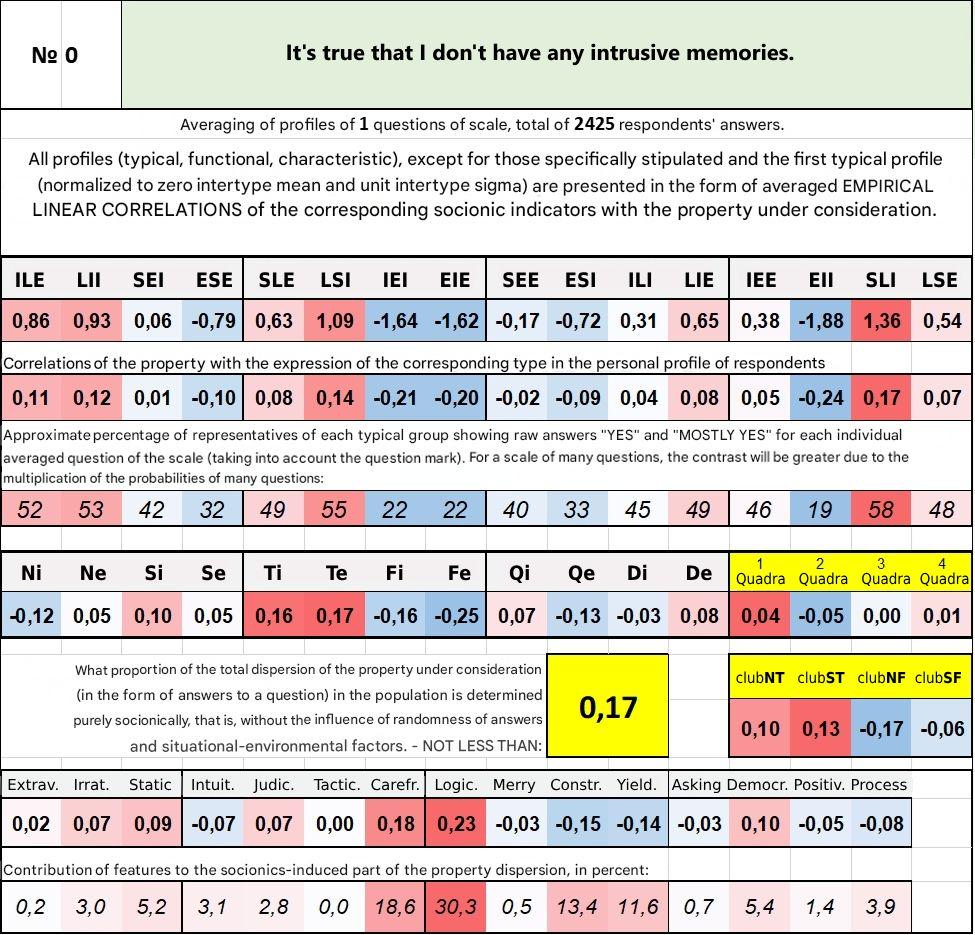 № 0
It's true that I don't have any intrusive memories.
Averaging of profiles of 1 questions of scale, total of 2425 respondents' answers.
All profiles (typical, functional, characteristic), except for those specifically stipulated and the first typical profile
(normalized to zero intertype mean and unit intertype sigma) are presented in the form of averaged EMPIRICAL
LINEAR CORRELATIONS of the corresponding socionic indicators with the property under consideration.
ILE LII SEI ESE SLE LSI IEI EIE SEE ESI ILI LIE IEE EII SLI LSE
0,86 0,93 0,06 -0,79 0,63 1,09 -1,64 -1,62 -0,17 -0,72 0,31 0,65 0,38 -1,88 1,36 0,54
Correlations of the property with the expression of the corresponding type in the personal profile of respondents
0,11 0,12 0,01 -0,10 0,08 0,14 -0,21 -0,20 -0,02 -0,09 0,04 0,08 0,05 -0,24 0,17 0,07
Approximate percentage of representatives of each typical group showing raw answers "YES" and "MOSTLY YES" for each individual
averaged question of the scale (taking into account the question mark). For a scale of many questions, the contrast will be greater due to the
multiplication of the probabilities of many questions:
52 53 42 32 49 55 22 22 40 33 45 49 46 19 58 48
Ni Ne Si Se Ti Te Fi Fe Qi Qe Di De 1 Quadra 2 Quadra 3 Quadra 4 Quadra
-0,12 0,05 0,10 0,05 0,16 0,17 -0,16 -0,25 0,07 -0,13 -0,03 0,08 0,04 -0,05 0,00 0,01
What proportion of the total dispersion of the property under consideration
(in the form of answers to a question) in the population is determined
purely socionically, that is, without the influence of randomness of answers
and situational-environmental factors. - NOT LESS THAN:
0,17
clubNT clubST clubNF clubSF
0,10 0,13 -0,17 -0,06
Extrav. Irrat. Static Intuit. Judic. Tactic. Carefr. Logic. Merry Constr. Yield. Asking Democr. Positiv. Process
0,02 0,07 0,09 -0,07 0,07 0,00 0,18 0,23 -0,03 -0,15 -0,14 -0,03 0,10 -0,05 -0,08
Contribution of features to the socionics-induced part of the property dispersion, in percent:
0,2 3,0 5,2 3,1 2,8 0,0 18,6 30,3 0,5 13,4 11,6 0,7 5,4 1,4 3,9